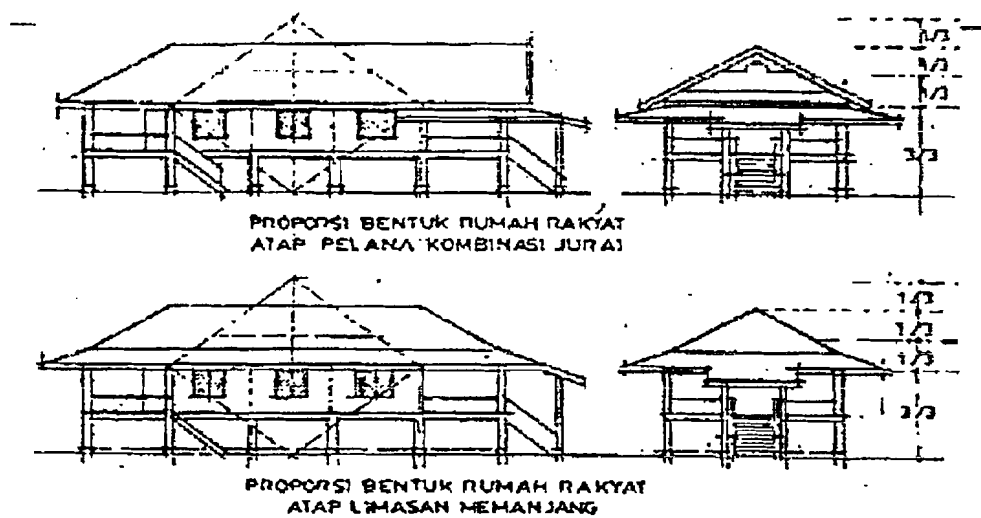 1/3
1/3
1/3
3/3
PROPORSI BENTUK RUMAH RAKYAT
ATAP PELANA KOMBINASI JURAI
1/3
1/3
1/3
3/3
PROPORSI BENTUK RUMAH RAKYAT
ATAP LIMASAN MEMANJANG